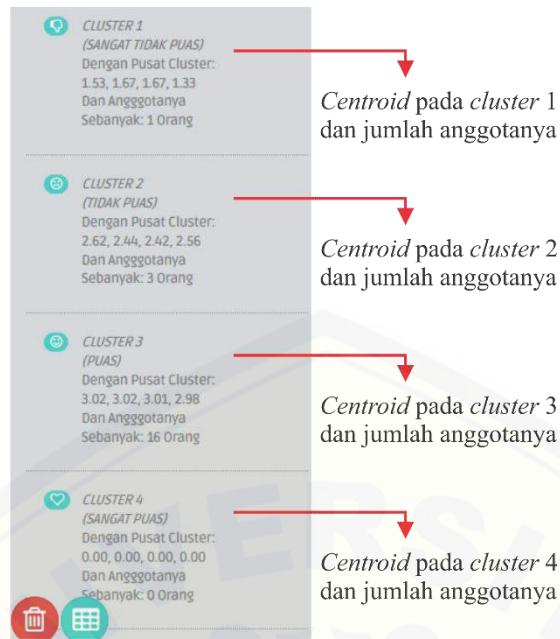 CLUSTER 1
(SANGAT TIDAK PUAS)
Dengan Pusat Cluster:
1.53, 1.67, 1.67, 1.33
Dan Angggotanya
Sebanyak: 1 Orang
Centroid pada cluster 1
dan jumlah anggotanya
CLUSTER 2
(TIDAK PUAS)
Dengan Pusat Cluster:
2.62, 2.44, 2.42, 2.56
Dan Angggotanya
Sebanyak: 3 Orang
Centroid pada cluster 2
dan jumlah anggotanya
CLUSTER 3
(PUAS)
Dengan Pusat Cluster:
3.02, 3.02, 3.01, 2.98
Dan Angggotanya
Sebanyak: 16 Orang
Centroid pada cluster 3
dan jumlah anggotanya
CLUSTER 4
(SANGAT PUAS)
Dengan Pusat Cluster:
0.00, 0.00, 0.00, 0.00
Dan Angggotanya
Sebanyak: 0 Orang
Centroid pada cluster 4
dan jumlah anggotanya